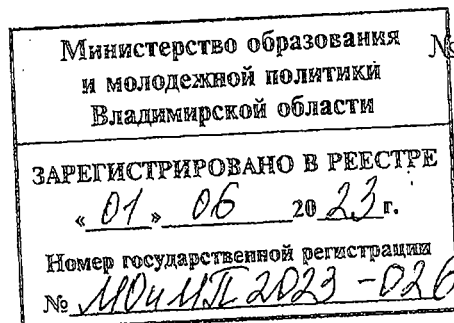 Министерство образования №
и молодежной политики
Владимирской области
ЗАРЕГИСТРИРОВАНО В РЕЕСТРЕ
« 01 » 06 20 23 г.
Номер государственной регистрации
№ МОиМП 2023 - 026